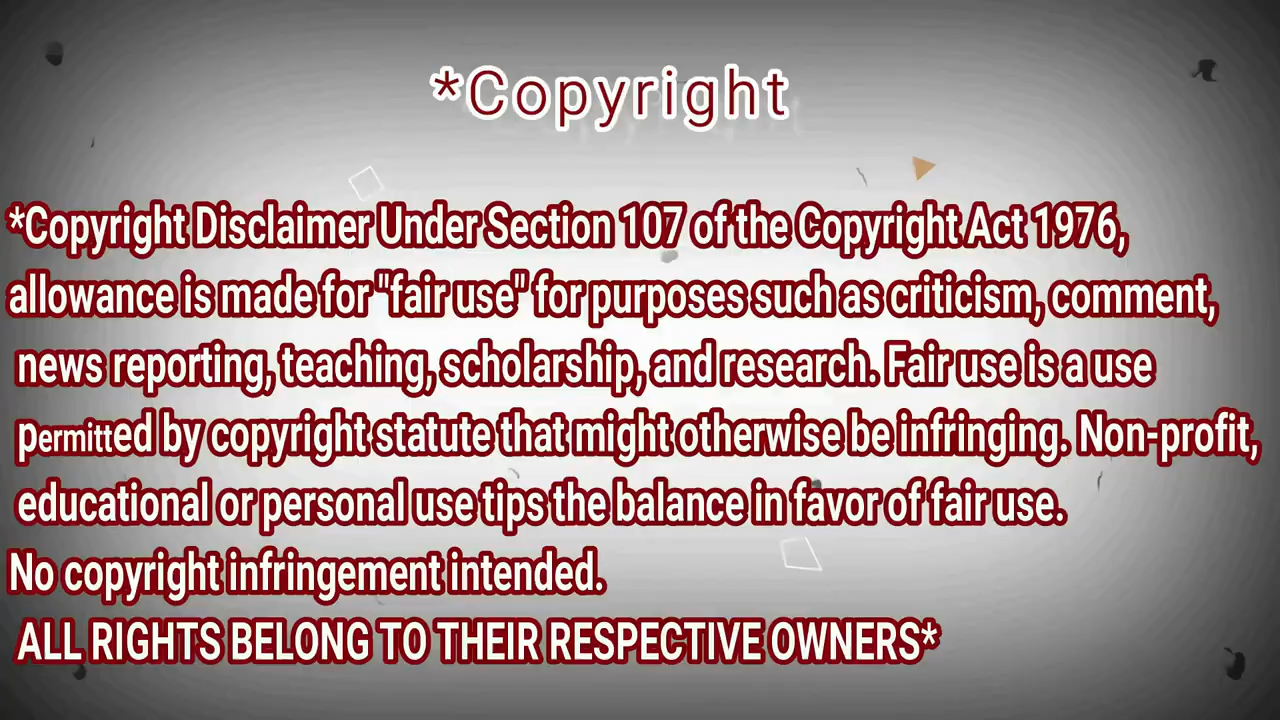 *Copyright
*Copyright Disclaimer Under Section 107 of the Copyright Act 1976,
allowance is made for "fair use" for purposes such as criticism, comment,
news reporting, teaching, scholarship, and research. Fair use is a use
permitted by copyright statute that might otherwise be infringing. Non-profit,
educational or personal use tips the balance in favor of fair use.
No copyright infringement intended.
ALL RIGHTS BELONG TO THEIR RESPECTIVE OWNERS*